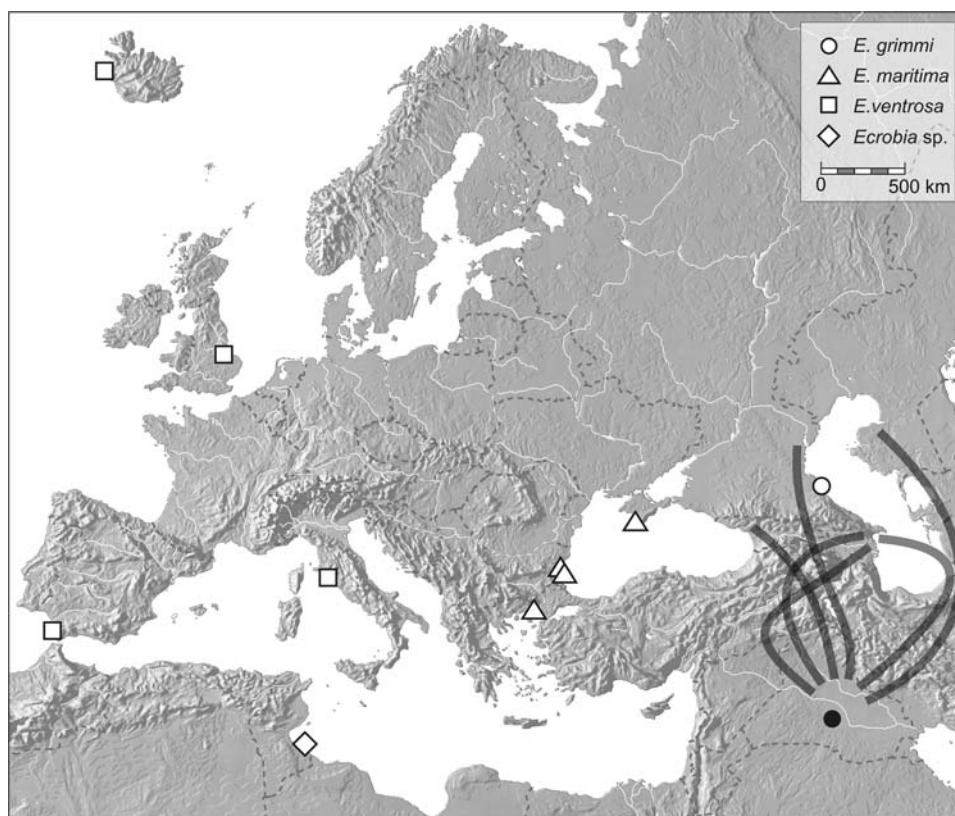 E. grimmi
E. maritima
E.ventrosa
Ecrobia sp.
0 500 km